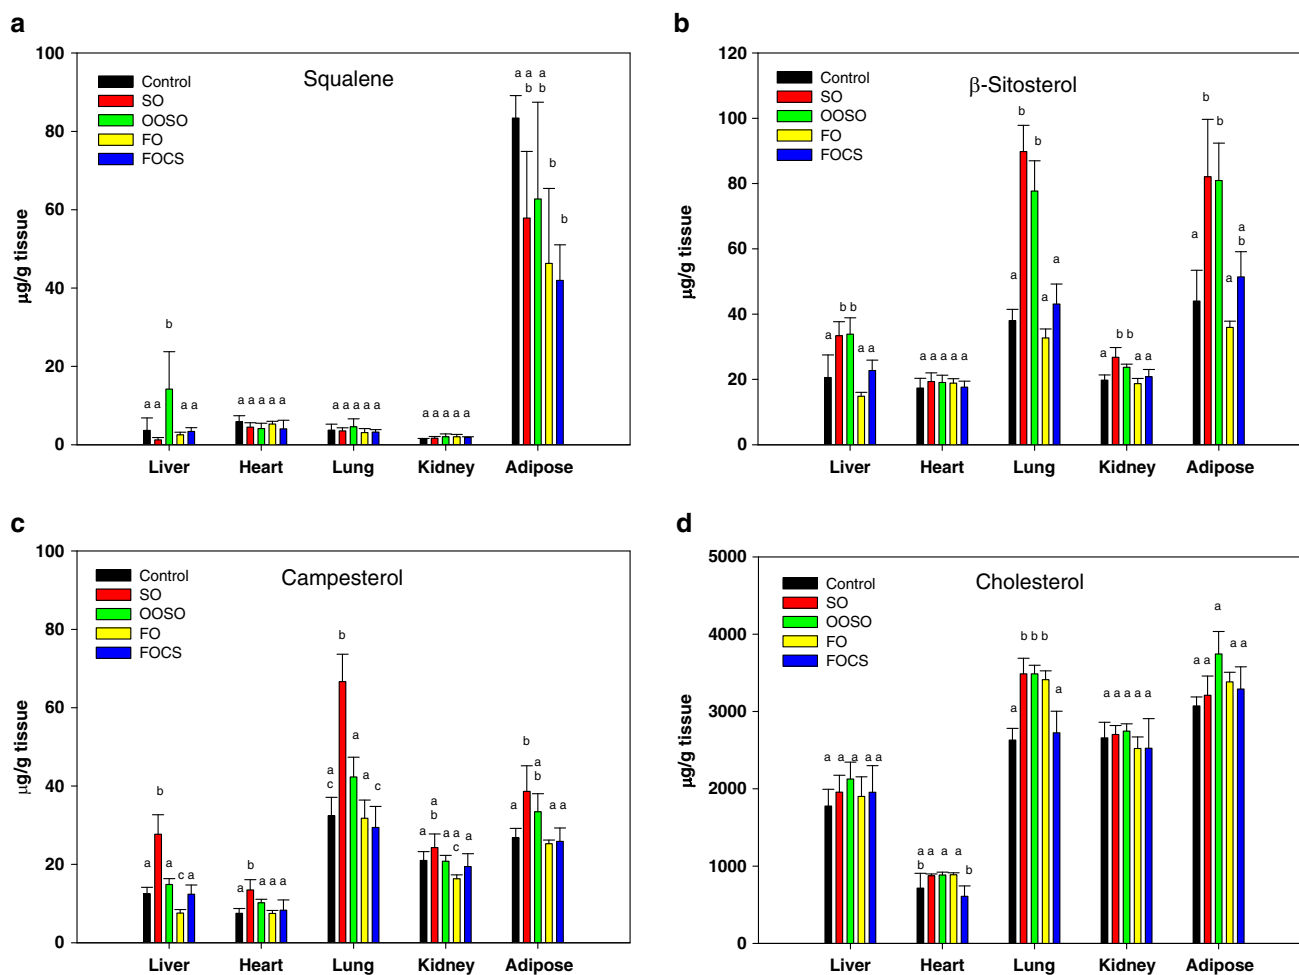 a
Squalene
Control
SO
OOSO
FO
FOCS
100
80
60
40
20
0
µg/g tissue
a a b a a a a a a a a a a a a a a a a a a a a
b b b b
Liver Heart Lung Kidney Adipose
b
β-Sitosterol
Control
SO
OOSO
FO
FOCS
120
100
80
60
40
20
0
µg/g tissue
a b b a a a a a a a a b b a a a b b a a a b b a a
b
Liver Heart Lung Kidney Adipose
c
Campesterol
Control
SO
OOSO
FO
FOCS
100
80
60
40
20
0
µg/g tissue
a b a c a a b a a a a b a a c a a a a a a b a a a
c b c b
Liver Heart Lung Kidney Adipose
d
Cholesterol
Control
SO
OOSO
FO
FOCS
5000
4000
3000
2000
1000
0
µg/g tissue
a a a a a a a a a b a b b b a a a a a a a a a a a
b
Liver Heart Lung Kidney Adipose